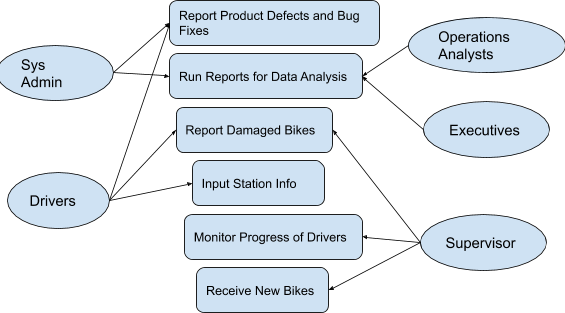 Report Product Defects and Bug
Fixes
Operations
Analysts
Sys
Admin
Run Reports for Data Analysis
Report Damaged Bikes
Executives
Input Station Info
Drivers
Monitor Progress of Drivers
Supervisor
Receive New Bikes